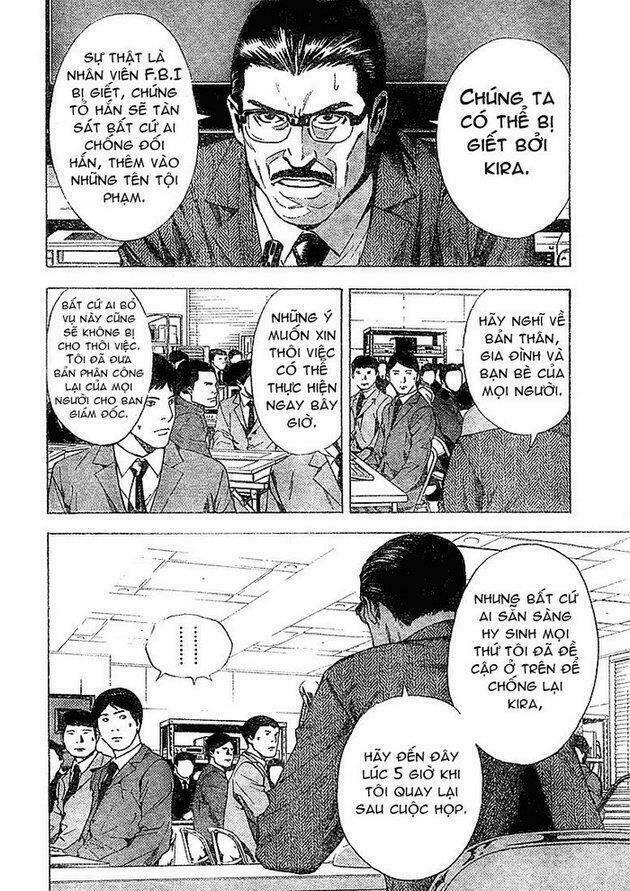 CHÚNG TA
CÓ THỂ BỊ
GIẾT BỞI
KIRA.
SỰ THẬT LÀ
NHÂN VIÊN F.B.I
BỊ GIẾT, CHỨNG
TỎ HẮN SẼ TÀN
SÁT BẤT CỨ AI
CHỐNG ĐỐI
HẮN, THÊM VÀO
NHỮNG TÊN TỘI
PHẠM.
HÃY NGHĨ VỀ
BẢN THÂN,
GIA ĐÌNH VÀ
BẠN BÈ CỦA
MỌI NGƯỜI.
NHỮNG Ý
MUỐN XIN
THÔI VIỆC
CÓ THỂ
THỰC HIỆN
NGAY BÂY
GIỜ.
BẤT CỨ AI BỎ
VỤ NÀY CŨNG
SẼ KHÔNG BỊ
CHO THÔI VIỆC.
TÔI ĐÃ ĐƯA
BẢN PHÂN CÔNG
LẠI CỦA MỌI
NGƯỜI CHO BAN
GIÁM ĐỐC.
NHƯNG BẤT CỨ
AI SẴN SÀNG
HY SINH MỌI
THỨ TÔI ĐÃ ĐỀ
CẬP Ở TRÊN ĐỂ
CHỐNG LẠI
KIRA,
HÃY ĐẾN ĐÂY
LÚC 5 GIỜ KHI
TÔI QUAY LẠI
SAU CUỘC HỌP.